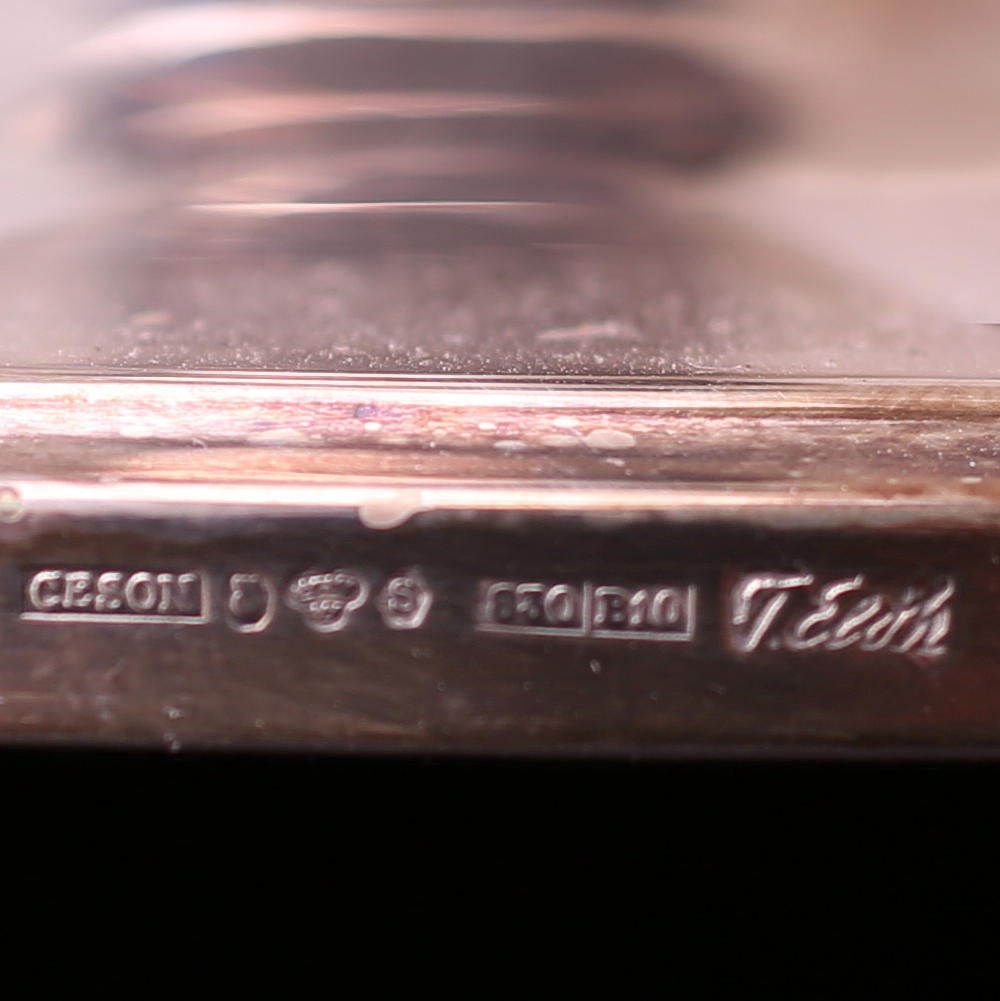 CESON S 830 B10 T. Eloh